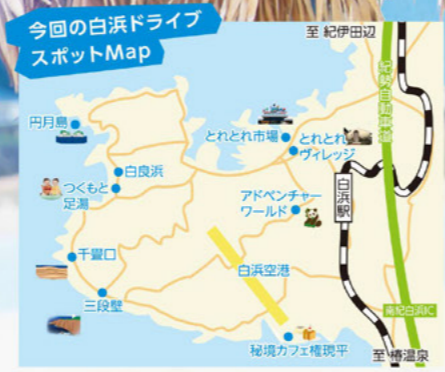 今回の白浜ドライブ
スポットMap
至 紀伊田辺
紀勢自動車道
円月島
とれとれ市場
とれとれ
ヴィレッジ
白良浜
つくもと
足湯
アドベンチャー
ワールド
白浜駅
千畳口
白浜空港
三段壁
南紀白浜IC
秘境カフェ権現平
至 椿温泉